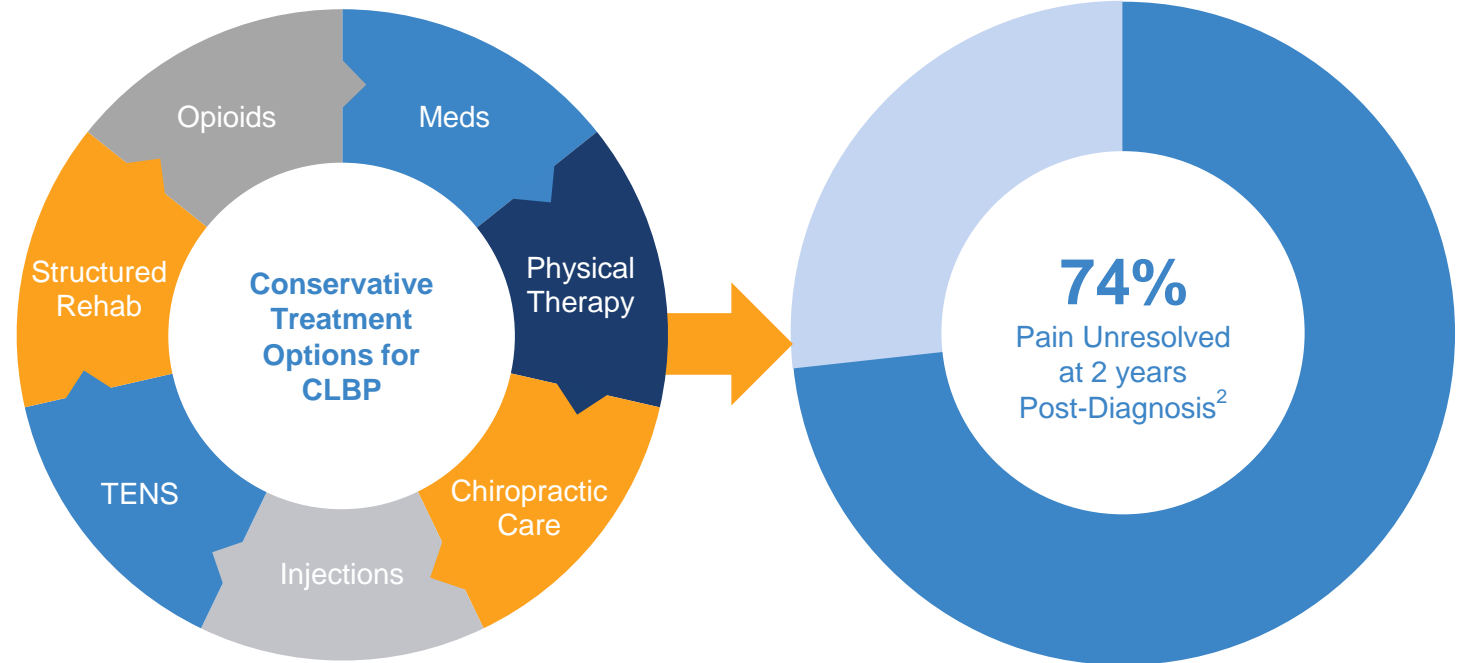 Opioids
Meds
Structured
Rehab
Conservative
Treatment
Options for
CLBP
Physical
Therapy
TENS
Chiropractic
Care
Injections
74%
Pain Unresolved
at 2 years
Post-Diagnosis2